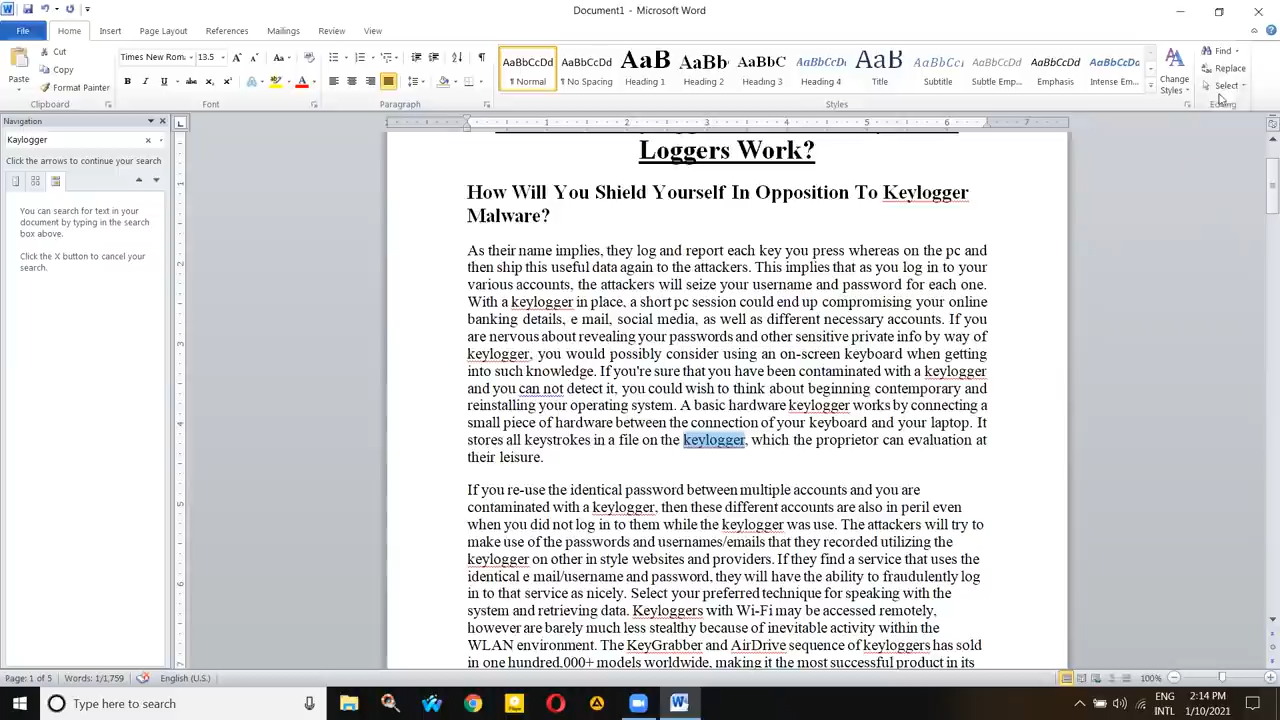 Document1 - Microsoft Word
File Home Insert Page Layout References Mailings Review View
Paste
Cut
Copy
Format Painter
Clipboard
Times New Rom 13.5
Font
Paragraph
AaBbCcDd AaBbCcDd AaB AaBb AaBbC AaBbCcDd AaB AaBbCcl AaBbCcDd AaBbCcDd AaBbCcDd
¶ Normal ¶ No Spacing Heading 1 Heading 2 Heading 3 Heading 4 Title Subtitle Subtle Emp... Emphasis Intense Em...
Styles
Change Styles
Find
Replace
Select
Editing
Navigation
Kaylogger
Click the arrows to continue your search
You can search for text in your
document by typing in the search
box above.
Click the X button to cancel your
search.
Loggers Work?
How Will You Shield Yourself In Opposition To Keylogger
Malware?
As their name implies, they log and report each key you press whereas on the pc and
then ship this useful data again to the attackers. This implies that as you log in to your
various accounts, the attackers will seize your username and password for each one.
With a keylogger in place, a short pc session could end up compromising your online
banking details, e mail, social media, as well as different necessary accounts. If you
are nervous about revealing your passwords and other sensitive private info by way of
keylogger, you would possibly consider using an on-screen keyboard when getting
into such knowledge. If you're sure that you have been contaminated with a keylogger
and you can not detect it, you could wish to think about beginning contemporary and
reinstalling your operating system. A basic hardware keylogger works by connecting a
small piece of hardware between the connection of your keyboard and your laptop. It
stores all keystrokes in a file on the keylogger, which the proprietor can evaluation at
their leisure.
If you re-use the identical password between multiple accounts and you are
contaminated with a keylogger, then these different accounts are also in peril even
when you did not log in to them while the keylogger was use. The attackers will try to
make use of the passwords and usernames/emails that they recorded utilizing the
keylogger on other in style websites and providers. If they find a service that uses the
identical e mail/username and password, they will have the ability to fraudulently log
in to that service as nicely. Select your preferred technique for speaking with the
system and retrieving data. Keyloggers with Wi-Fi may be accessed remotely,
however are barely much less stealthy because of inevitable activity within the
WLAN environment. The KeyGrabber and AirDrive sequence of keyloggers has sold
in one hundred,000+ models worldwide, making it the most successful product in its
Page: 1 of 5 Words: 1/1,759 English (U.S.) 100%
Type here to search
ENG
INTL
2:14 PM
1/10/2021